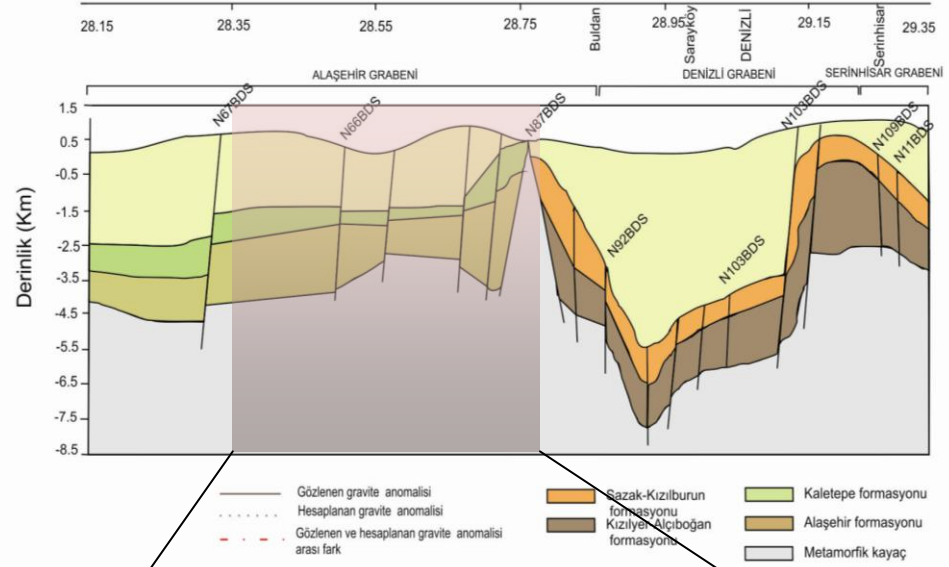 28.15 28.35 28.55 28.75 Buldan 28.95 Sarayköy DENİZLİ 29.15 Serinhisar 29.35
ALAŞEHİR GRABENİ DENİZLİ GRABENİ SERİNHİSAR GRABENİ
N67BDS N66BDS N87BDS N103BDS N109BDS N11BDS
N92BDS N103BDS
Derinlik (Km)
1.5
0.5
-0.5
-1.5
-2.5
-3.5
-4.5
-5.5
-6.5
-7.5
-8.5
Gözlenen gravite anomalisi
Hesaplanan gravite anomalisi
Gözlenen ve hesaplanan gravite anomalisi
arası fark
Sazak-Kızılburun
formasyonu
Kızılyer Alçıboğan
formasyonu
Kaletepe formasyonu
Alaşehir formasyonu
Metamorfik kayaç